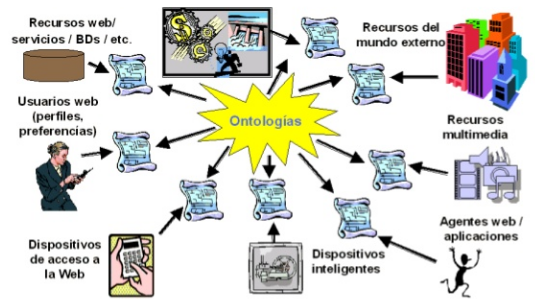 Recursos web/
servicios / BDs / etc.
Recursos del
mundo externo
Usuarios web
(perfiles,
preferencias)
Ontologías
Recursos
multimedia
Agentes web /
aplicaciones
Dispositivos
de acceso a
la Web
Dispositivos
inteligentes